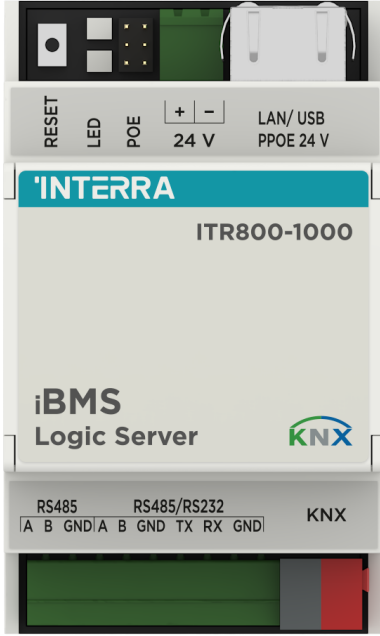 RESET
LED
POE
+ -
24 V
LAN/ USB
PPOE 24 V
INTERRA
ITR800-1000
iBMS
Logic Server
KNX
RS485
A B GND
RS485/RS232
A B GND TX RX GND
KNX